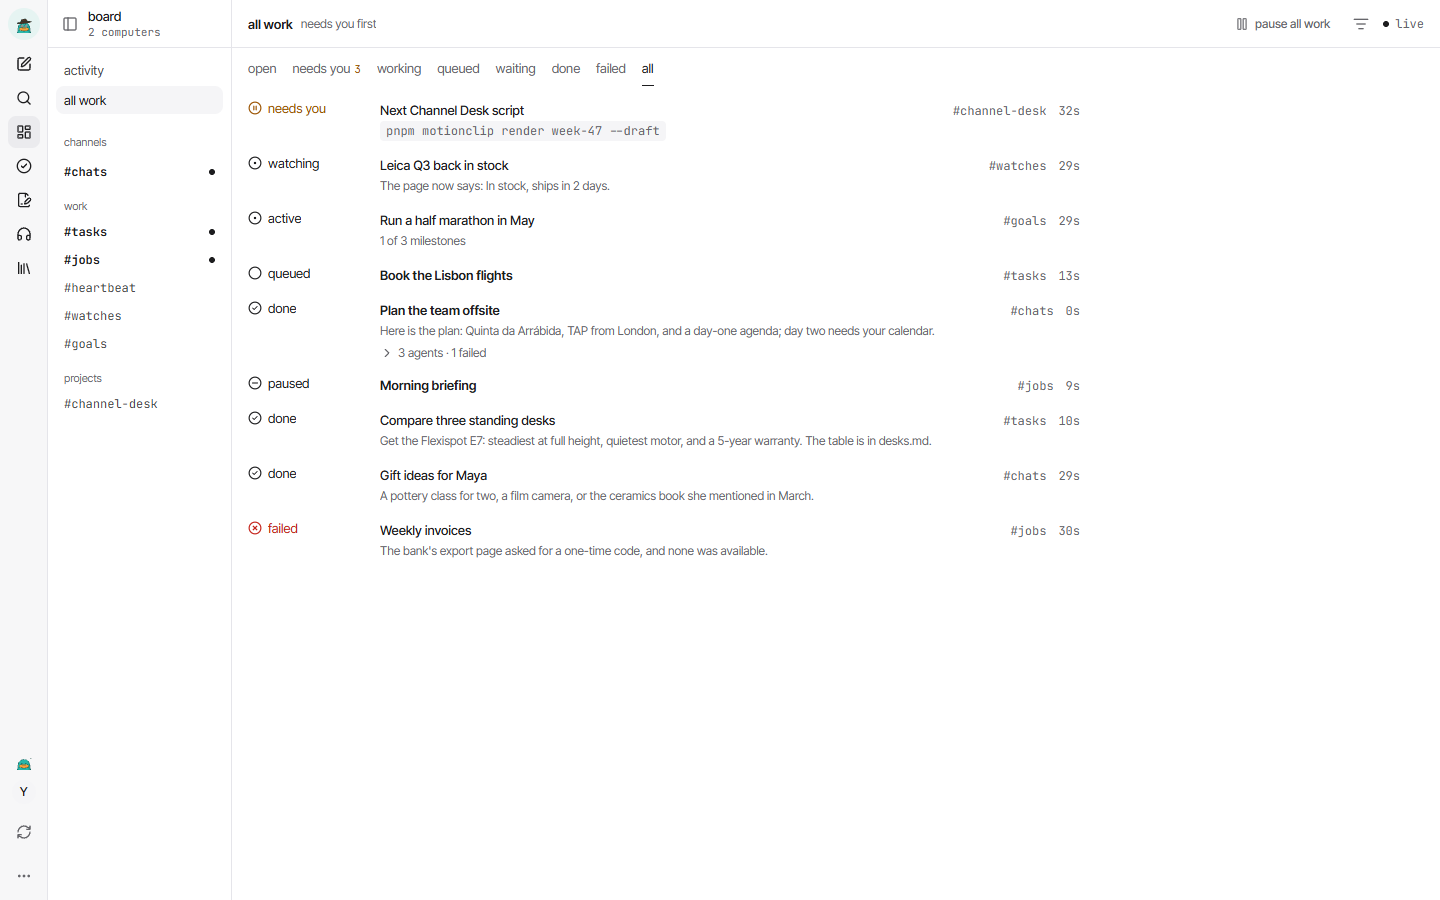 board
2 computers
all work needs you first
pause all work
live
activity
all work
channels
#chats
work
#tasks
#jobs
#heartbeat
#watches
#goals
projects
#channel-desk
Y
open needs you 3 working queued waiting done failed all
needs you Next Channel Desk script #channel-desk 32s
pnpm motionclip render week-47 --draft
watching Leica Q3 back in stock #watches 29s
The page now says: In stock, ships in 2 days.
active Run a half marathon in May #goals 29s
1 of 3 milestones
queued Book the Lisbon flights #tasks 13s
done Plan the team offsite #chats 0s
Here is the plan: Quinta da Arrábida, TAP from London, and a day-one agenda; day two needs your calendar.
3 agents · 1 failed
paused Morning briefing #jobs 9s
done Compare three standing desks #tasks 10s
Get the Flexispot E7: steadiest at full height, quietest motor, and a 5-year warranty. The table is in desks.md.
done Gift ideas for Maya #chats 29s
A pottery class for two, a film camera, or the ceramics book she mentioned in March.
failed Weekly invoices #jobs 30s
The bank's export page asked for a one-time code, and none was available.